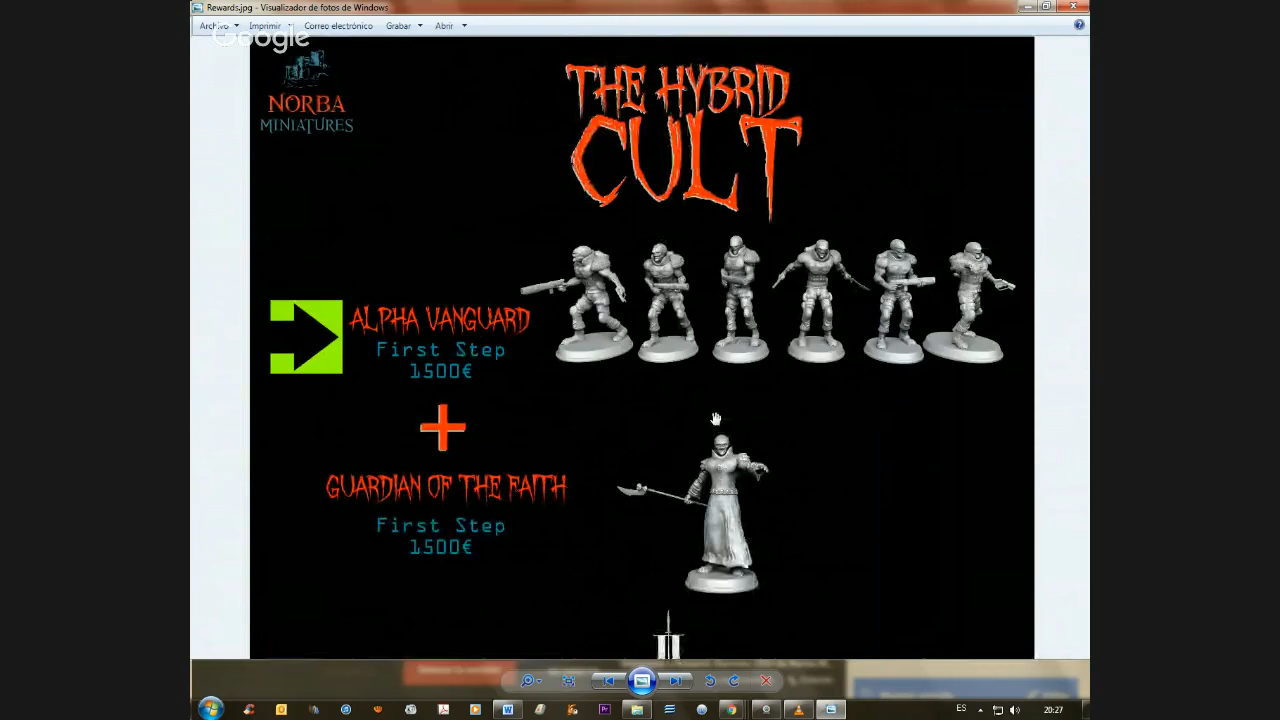 Rewards.jpg - Visualizador de fotos de Windows
Archivo Imprimir Correo electrónico Grabar Abrir
Google
NORBA
MINIATURES
THE HYBRID
CULT
ALPHA VANGUARD
First Step
1500€
+
GUARDIAN OF THE FAITH
First Step
1500€
ES 20:27